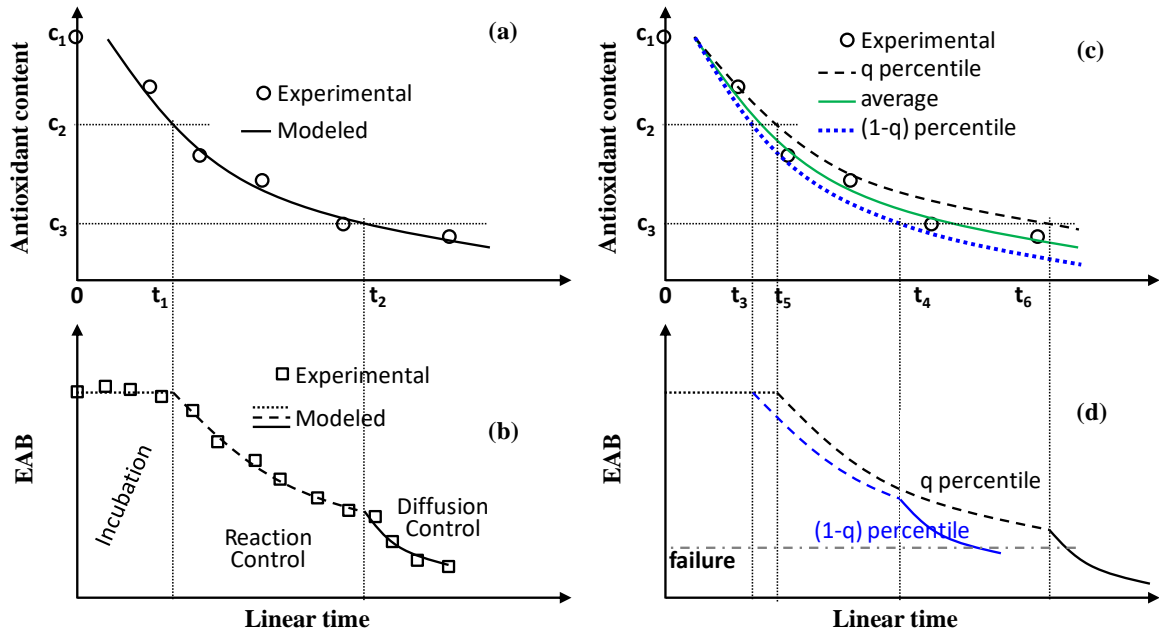 (a)
c1
Experimental
Modeled
c2
c3
Antioxidant content
0
t1
t2
(c)
c1
Experimental
q percentile
average
(1-q) percentile
c2
c3
Antioxidant content
0
t3
t5
t4
t6
Experimental
Modeled
(b)
EAB
Incubation
Reaction
Control
Diffusion
Control
Linear time
(d)
EAB
q percentile
(1-q) percentile
failure
Linear time